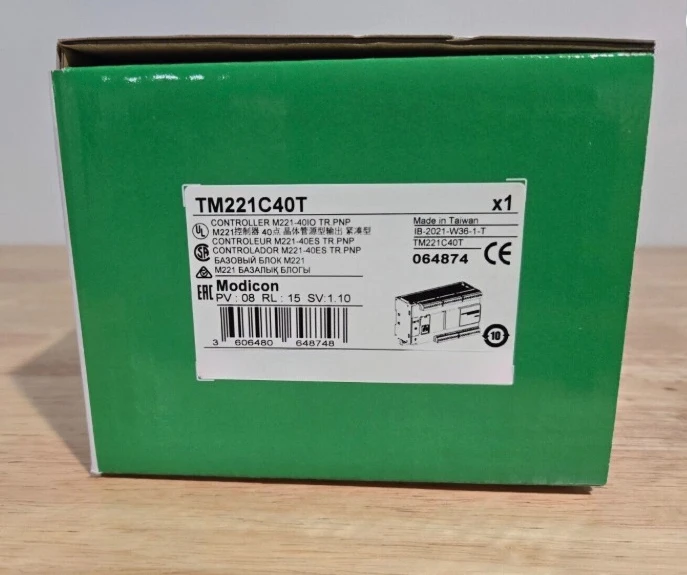 TM221C40T x1
CONTROLLER M221-40IO TR.PNP
M221控制器 40点 晶体管源型输出 紧凑型
CONTROLEUR M221-40ES TR.PNP
CONTROLADOR M221-40ES TR.PNP
БАЗОВЫЙ БЛОК M221
M221 БАЗАЛЫҚ БЛОГЫ
Made in Taiwan
IB-2021-W36-1-T
TM221C40T
064874 CE
UL
EAC
Modicon
PV : 08 RL : 15 SV:1.10
3 606480 648748
10